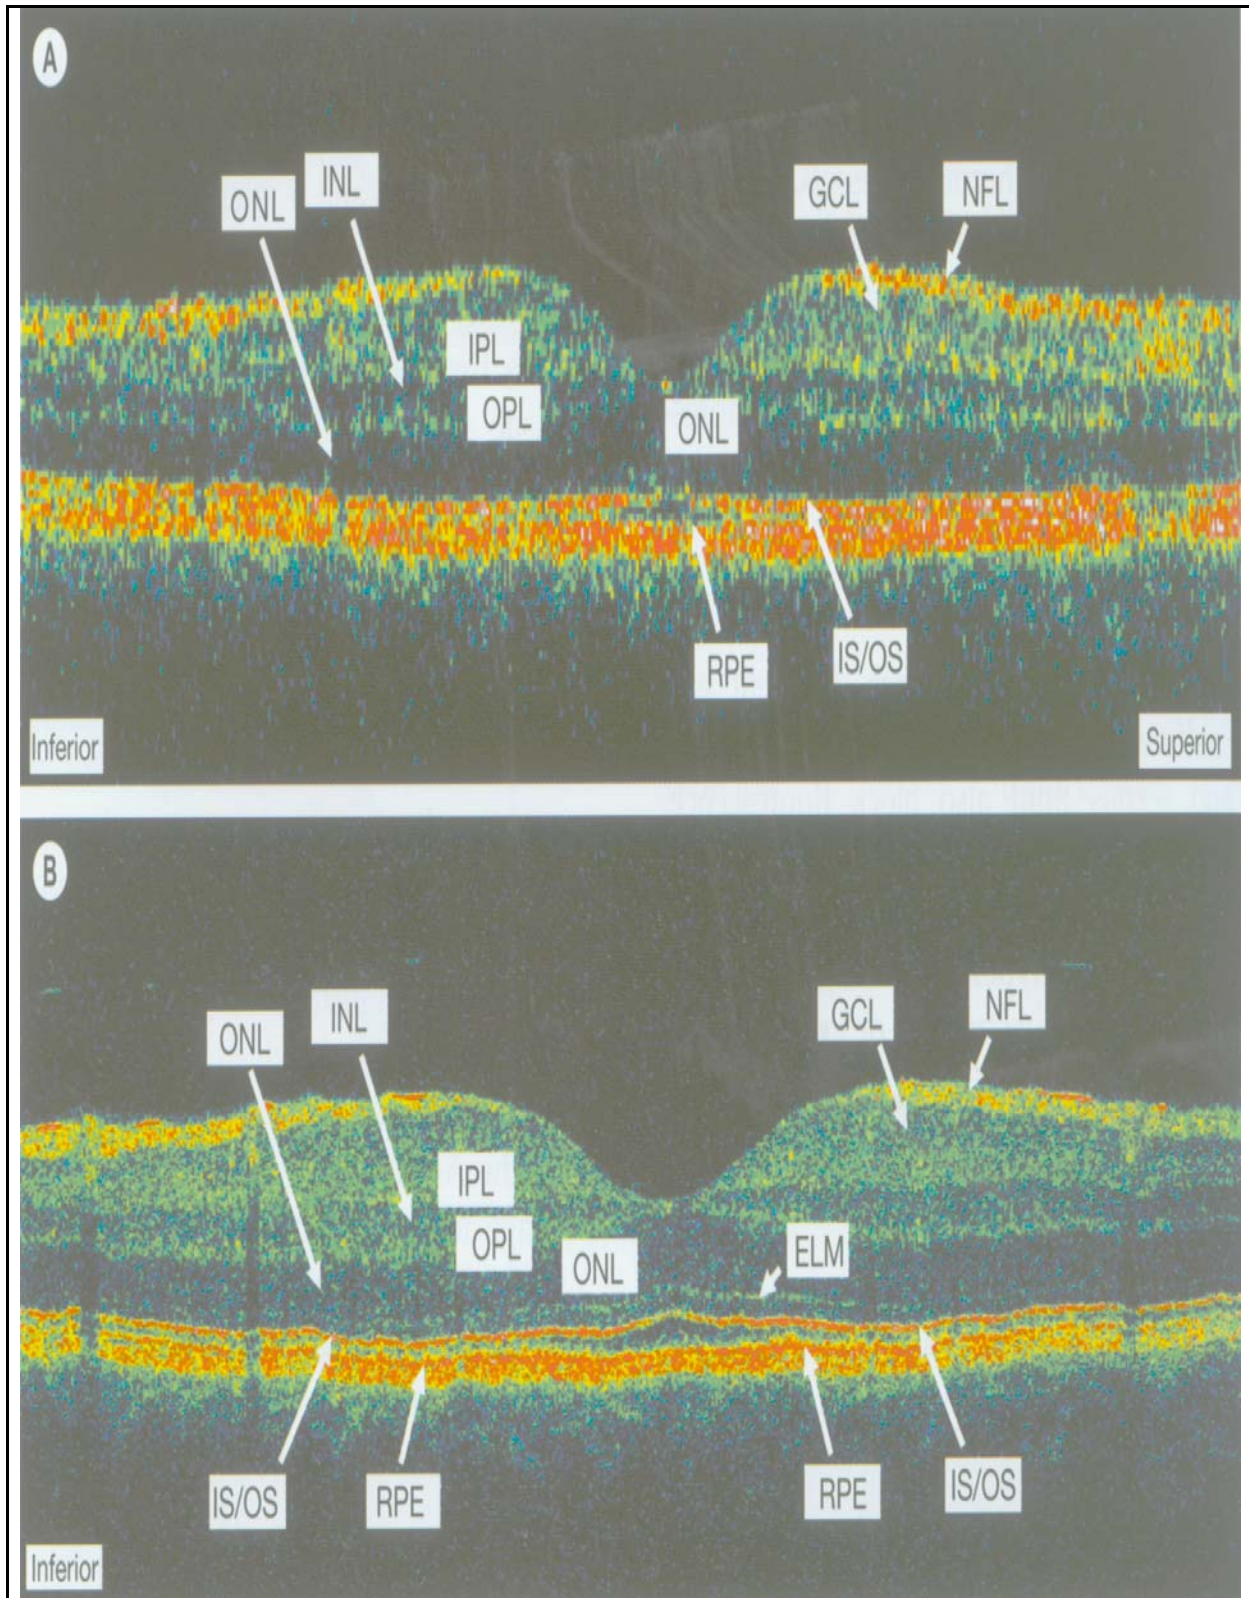 A
INL
ONL
GCL
NFL
IPL
OPL
ONL
RPE
IS/OS
Inferior
Superior
B
INL
ONL
GCL
NFL
IPL
OPL
ONL
ELM
IS/OS
RPE
RPE
IS/OS
Inferior